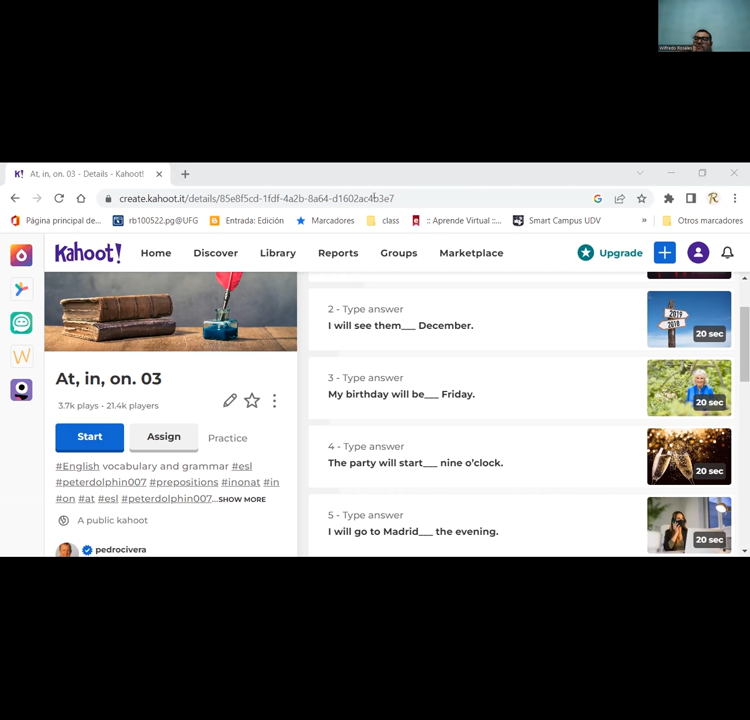 Wilfredo Rosales
At, in, on. 03 - Details - Kahoot!
create.kahoot.it/details/85e8f5cd-1fdf-4a2b-8a64-d1602ac4b3e7
Página principal de... rb100522.pg@UFG Entrada: Edición Marcadores class :: Aprende Virtual ::... Smart Campus UDV » Otros marcadores
Kahoot! Home Discover Library Reports Groups Marketplace Upgrade
2 - Type answer
I will see them___ December.
2019
2018
20 sec
3 - Type answer
My birthday will be___ Friday.
20 sec
4 - Type answer
The party will start___ nine o'clock.
20 sec
5 - Type answer
I will go to Madrid___ the evening.
20 sec
At, in, on. 03
3.7k plays · 21.4k players
Start Assign Practice
#English vocabulary and grammar #esl
#peterdolphin007 #prepositions #inonat #in
#on #at #esl #peterdolphin007...SHOW MORE
A public kahoot
pedrocivera